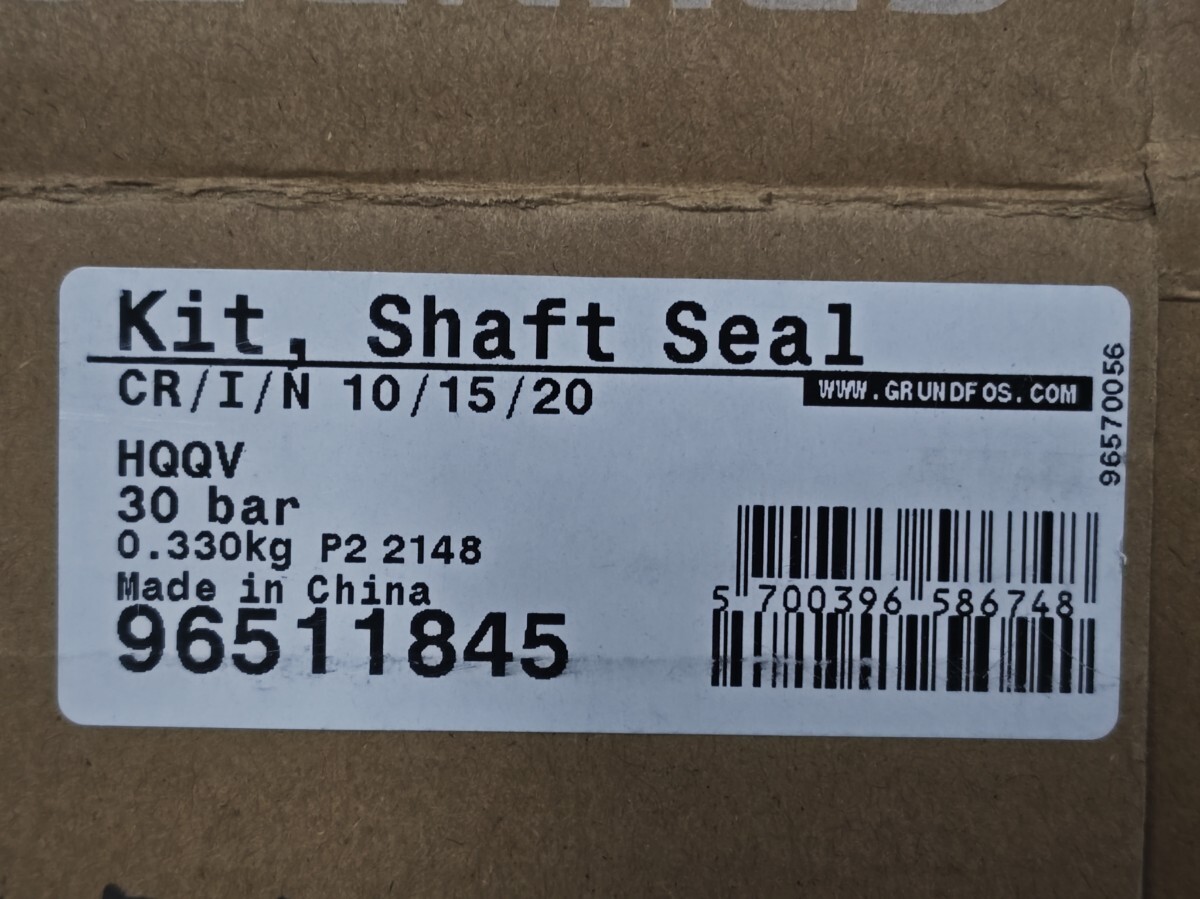 Kit, Shaft Seal
CR/I/N 10/15/20
WWW.GRUNDFOS.COM
96570056
HQQV
30 bar
0.330kg P2 2148
Made in China
96511845
5 700396 586748